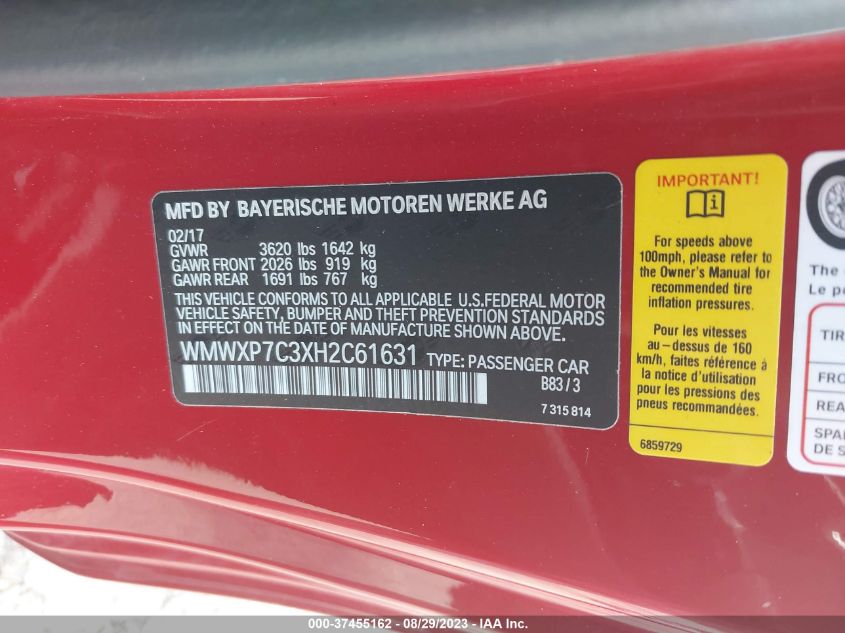 MFD BY BAYERISCHE MOTOREN WERKE AG
02/17
GVWR 3620 lbs 1642 kg
GAWR FRONT 2026 lbs 919 kg
GAWR REAR 1691 lbs 767 kg
THIS VEHICLE CONFORMS TO ALL APPLICABLE U.S.FEDERAL MOTOR
VEHICLE SAFETY, BUMPER AND THEFT PREVENTION STANDARDS
IN EFFECT ON THE DATE OF MANUFACTURE SHOWN ABOVE.
WMWXP7C3XH2C61631 TYPE: PASSENGER CAR
B83/3
7 315 814
IMPORTANT!
i
For speeds above
100mph, please refer to
the Owner's Manual for
recommended tire
inflation pressures.
Pour les vitesses
au-dessus de 160
km/h, faites référence à
la notice d'utilisation
pour les pressions des
pneus recommandées.
6859729
The
Le
TIR
FRO
REA
SPA
DE S
000-37455162 - 08/29/2023 - IAAI.com